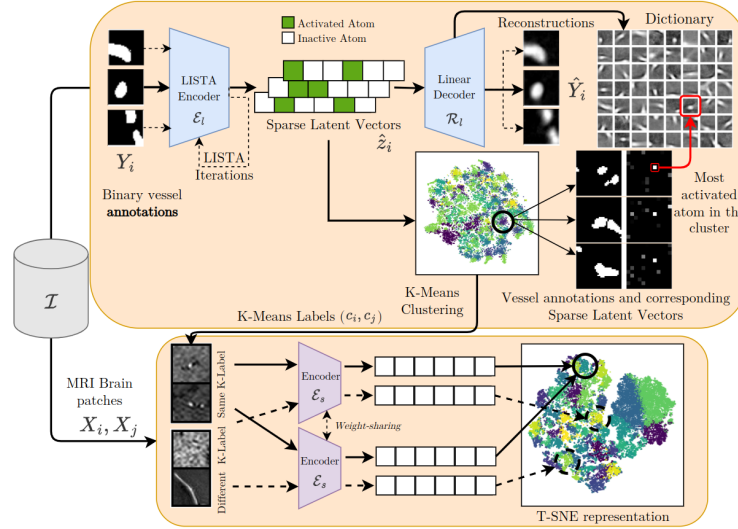 Activated Atom
Inactive Atom
Reconstructions
Dictionary
LISTA
Encoder
ℰ_l
Linear
Decoder
ℛ_l
Ŷ_i
Y_i
Sparse Latent Vectors
ẑ_i
LISTA
Iterations
Binary vessel
annotations
Most
activated
atom in the
cluster
K-Means
Clustering
Vessel annotations and corresponding
Sparse Latent Vectors
ℐ
K-Means Labels (c_i, c_j)
MRI Brain
patches
X_i, X_j
Same K-Label
Different K-Label
Encoder
ℰ_s
Weight-sharing
Encoder
ℰ_s
T-SNE representation